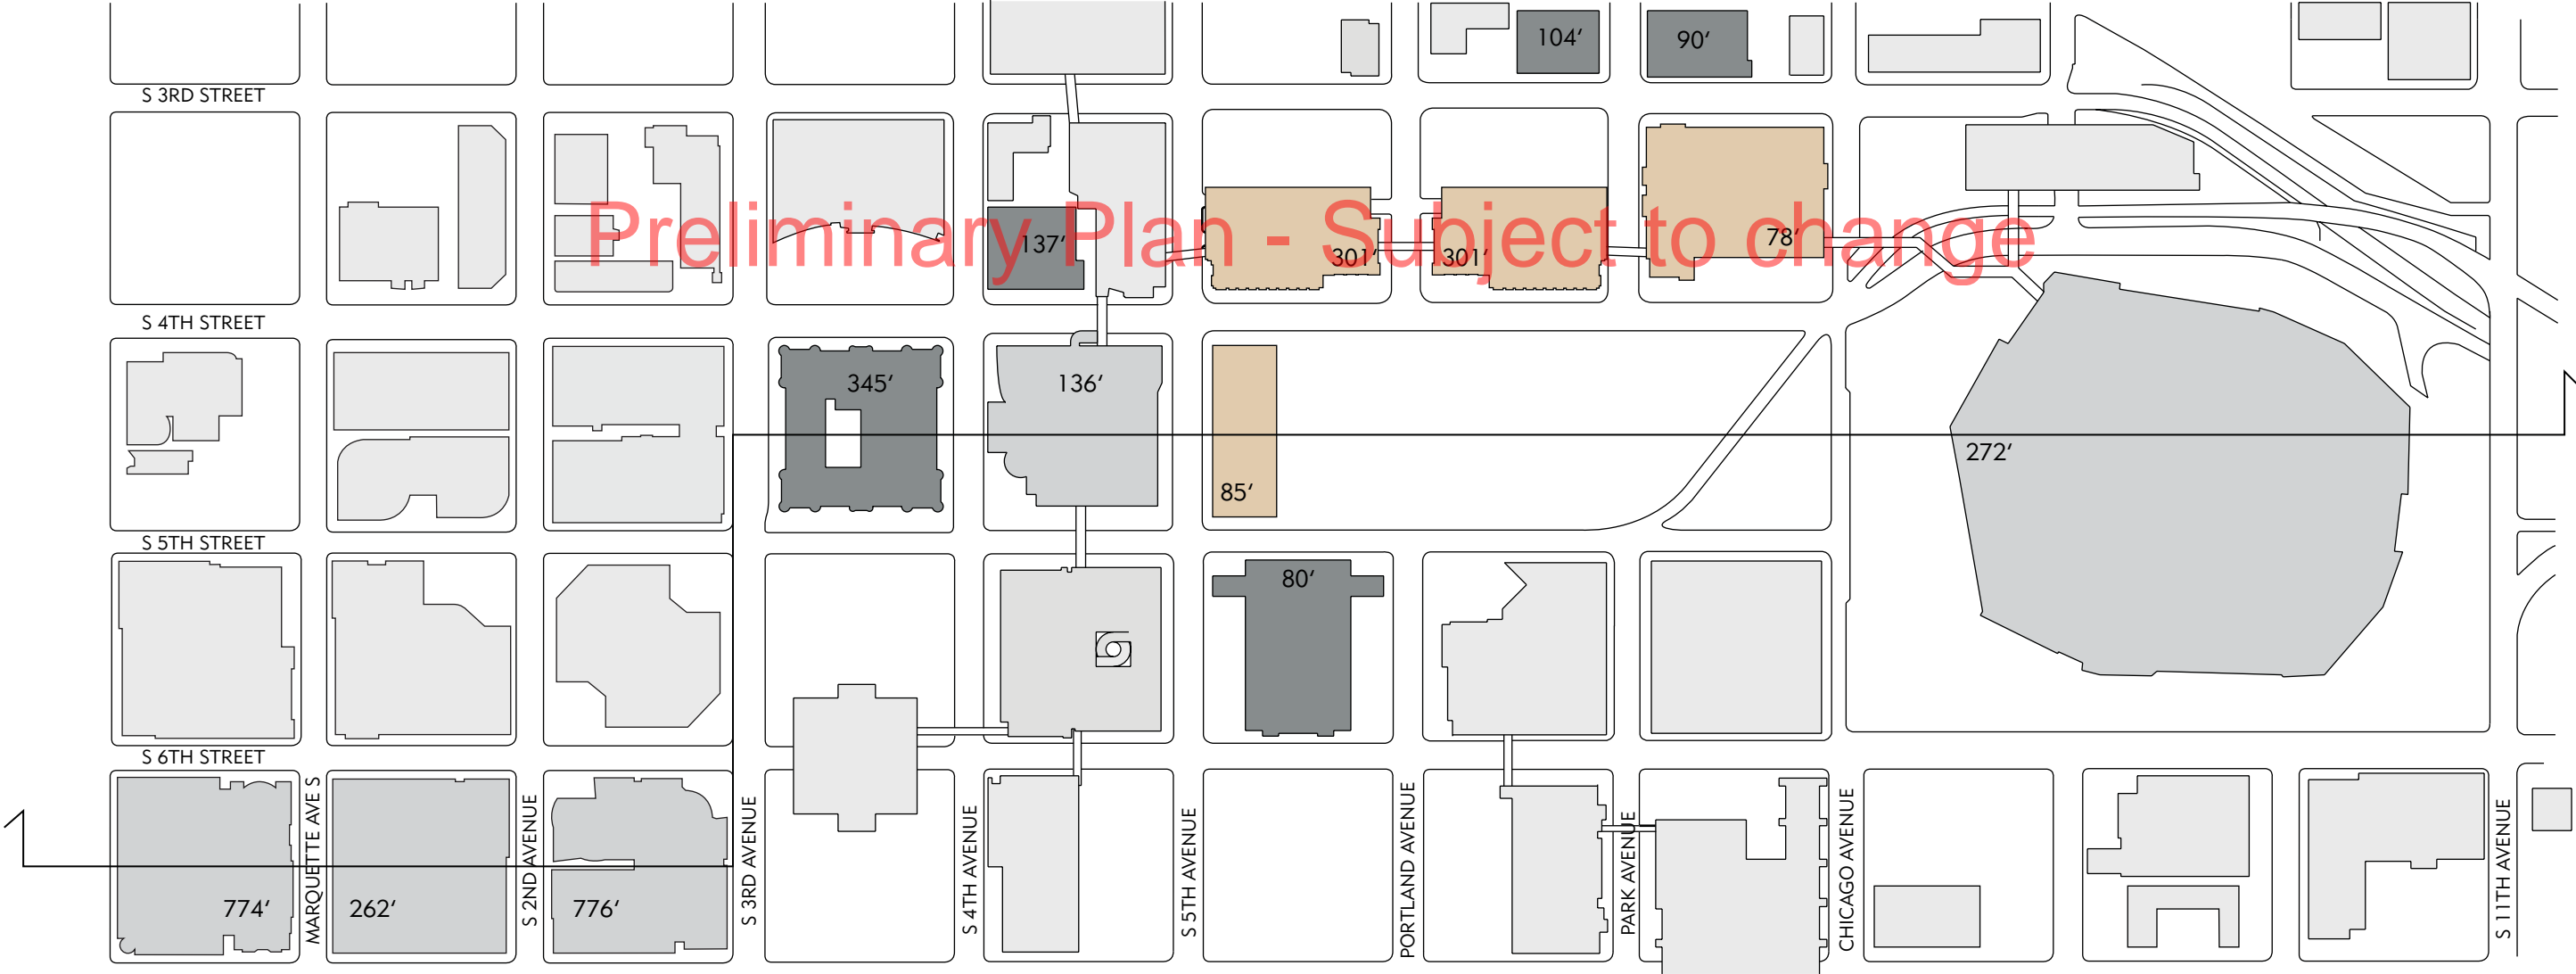 104'
90'
S 3RD STREET
Preliminary Plan - Subject to change
137'
301'
301'
78'
S 4TH STREET
345'
136'
272'
85'
S 5TH STREET
80'
S 6TH STREET
MARQUETTE AVE S
S 2ND AVENUE
S 3RD AVENUE
S 4TH AVENUE
S 5TH AVENUE
PORTLAND AVENUE
PARK AVENUE
CHICAGO AVENUE
S 11TH AVENUE
774'
262'
776'